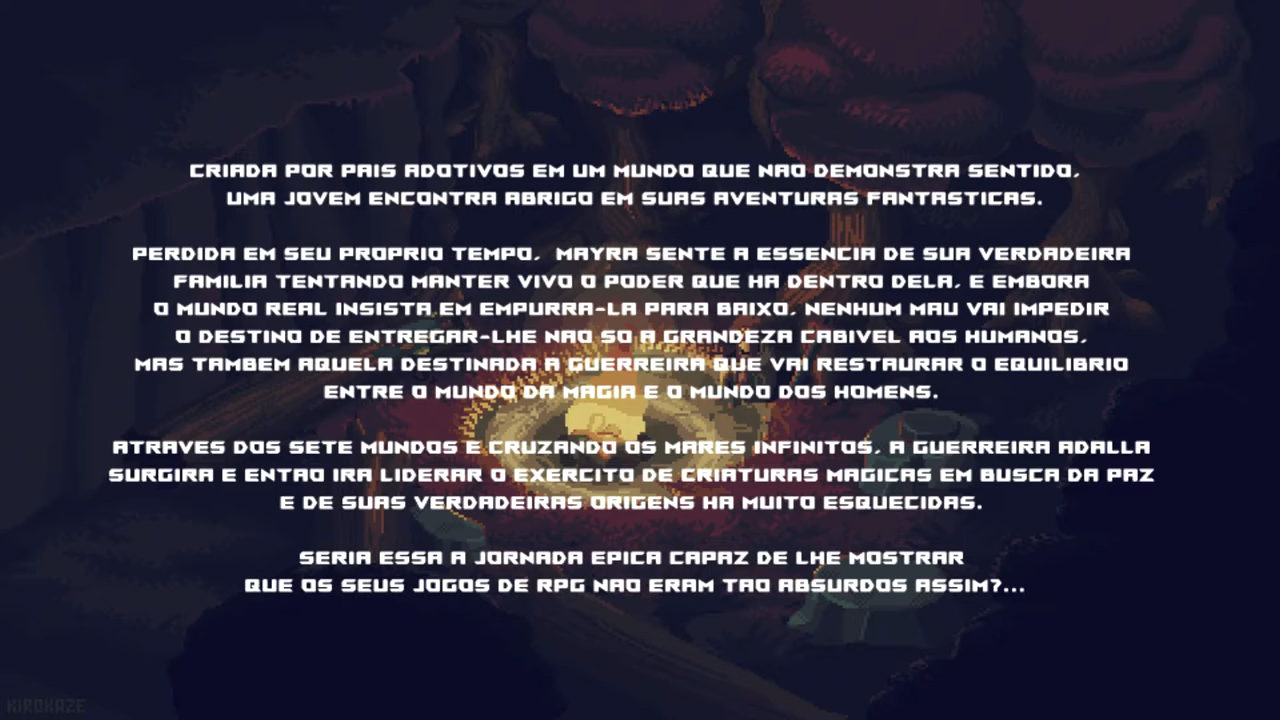 CRIADA POR PAIS ADOTIVOS EM UM MUNDO QUE NAO DEMONSTRA SENTIDO,
UMA JOVEM ENCONTRA ABRIGO EM SUAS AVENTURAS FANTASTICAS.
PERDIDA EM SEU PROPRIO TEMPO, MAYRA SENTE A ESSENCIA DE SUA VERDADEIRA
FAMILIA TENTANDO MANTER VIVO O PODER QUE HA DENTRO DELA, E EMBORA
O MUNDO REAL INSISTA EM EMPURRA-LA PARA BAIXO, NENHUM MAU VAI IMPEDIR
O DESTINO DE ENTREGAR-LHE NAO SO A GRANDEZA CABIVEL AOS HUMANOS,
MAS TAMBEM AQUELA DESTINADA A GUERREIRA QUE VAI RESTAURAR O EQUILIBRIO
ENTRE O MUNDO DA MAGIA E O MUNDO DOS HOMENS.
ATRAVES DOS SETE MUNDOS E CRUZANDO OS MARES INFINITOS, A GUERREIRA ADALLA
SURGIRA E ENTAO IRA LIDERAR O EXERCITO DE CRIATURAS MAGICAS EM BUSCA DA PAZ
E DE SUAS VERDADEIRAS ORIGENS HA MUITO ESQUECIDAS.
SERIA ESSA A JORNADA EPICA CAPAZ DE LHE MOSTRAR
QUE OS SEUS JOGOS DE RPG NAO ERAM TAO ABSURDOS ASSIM?...
KIROKAZE